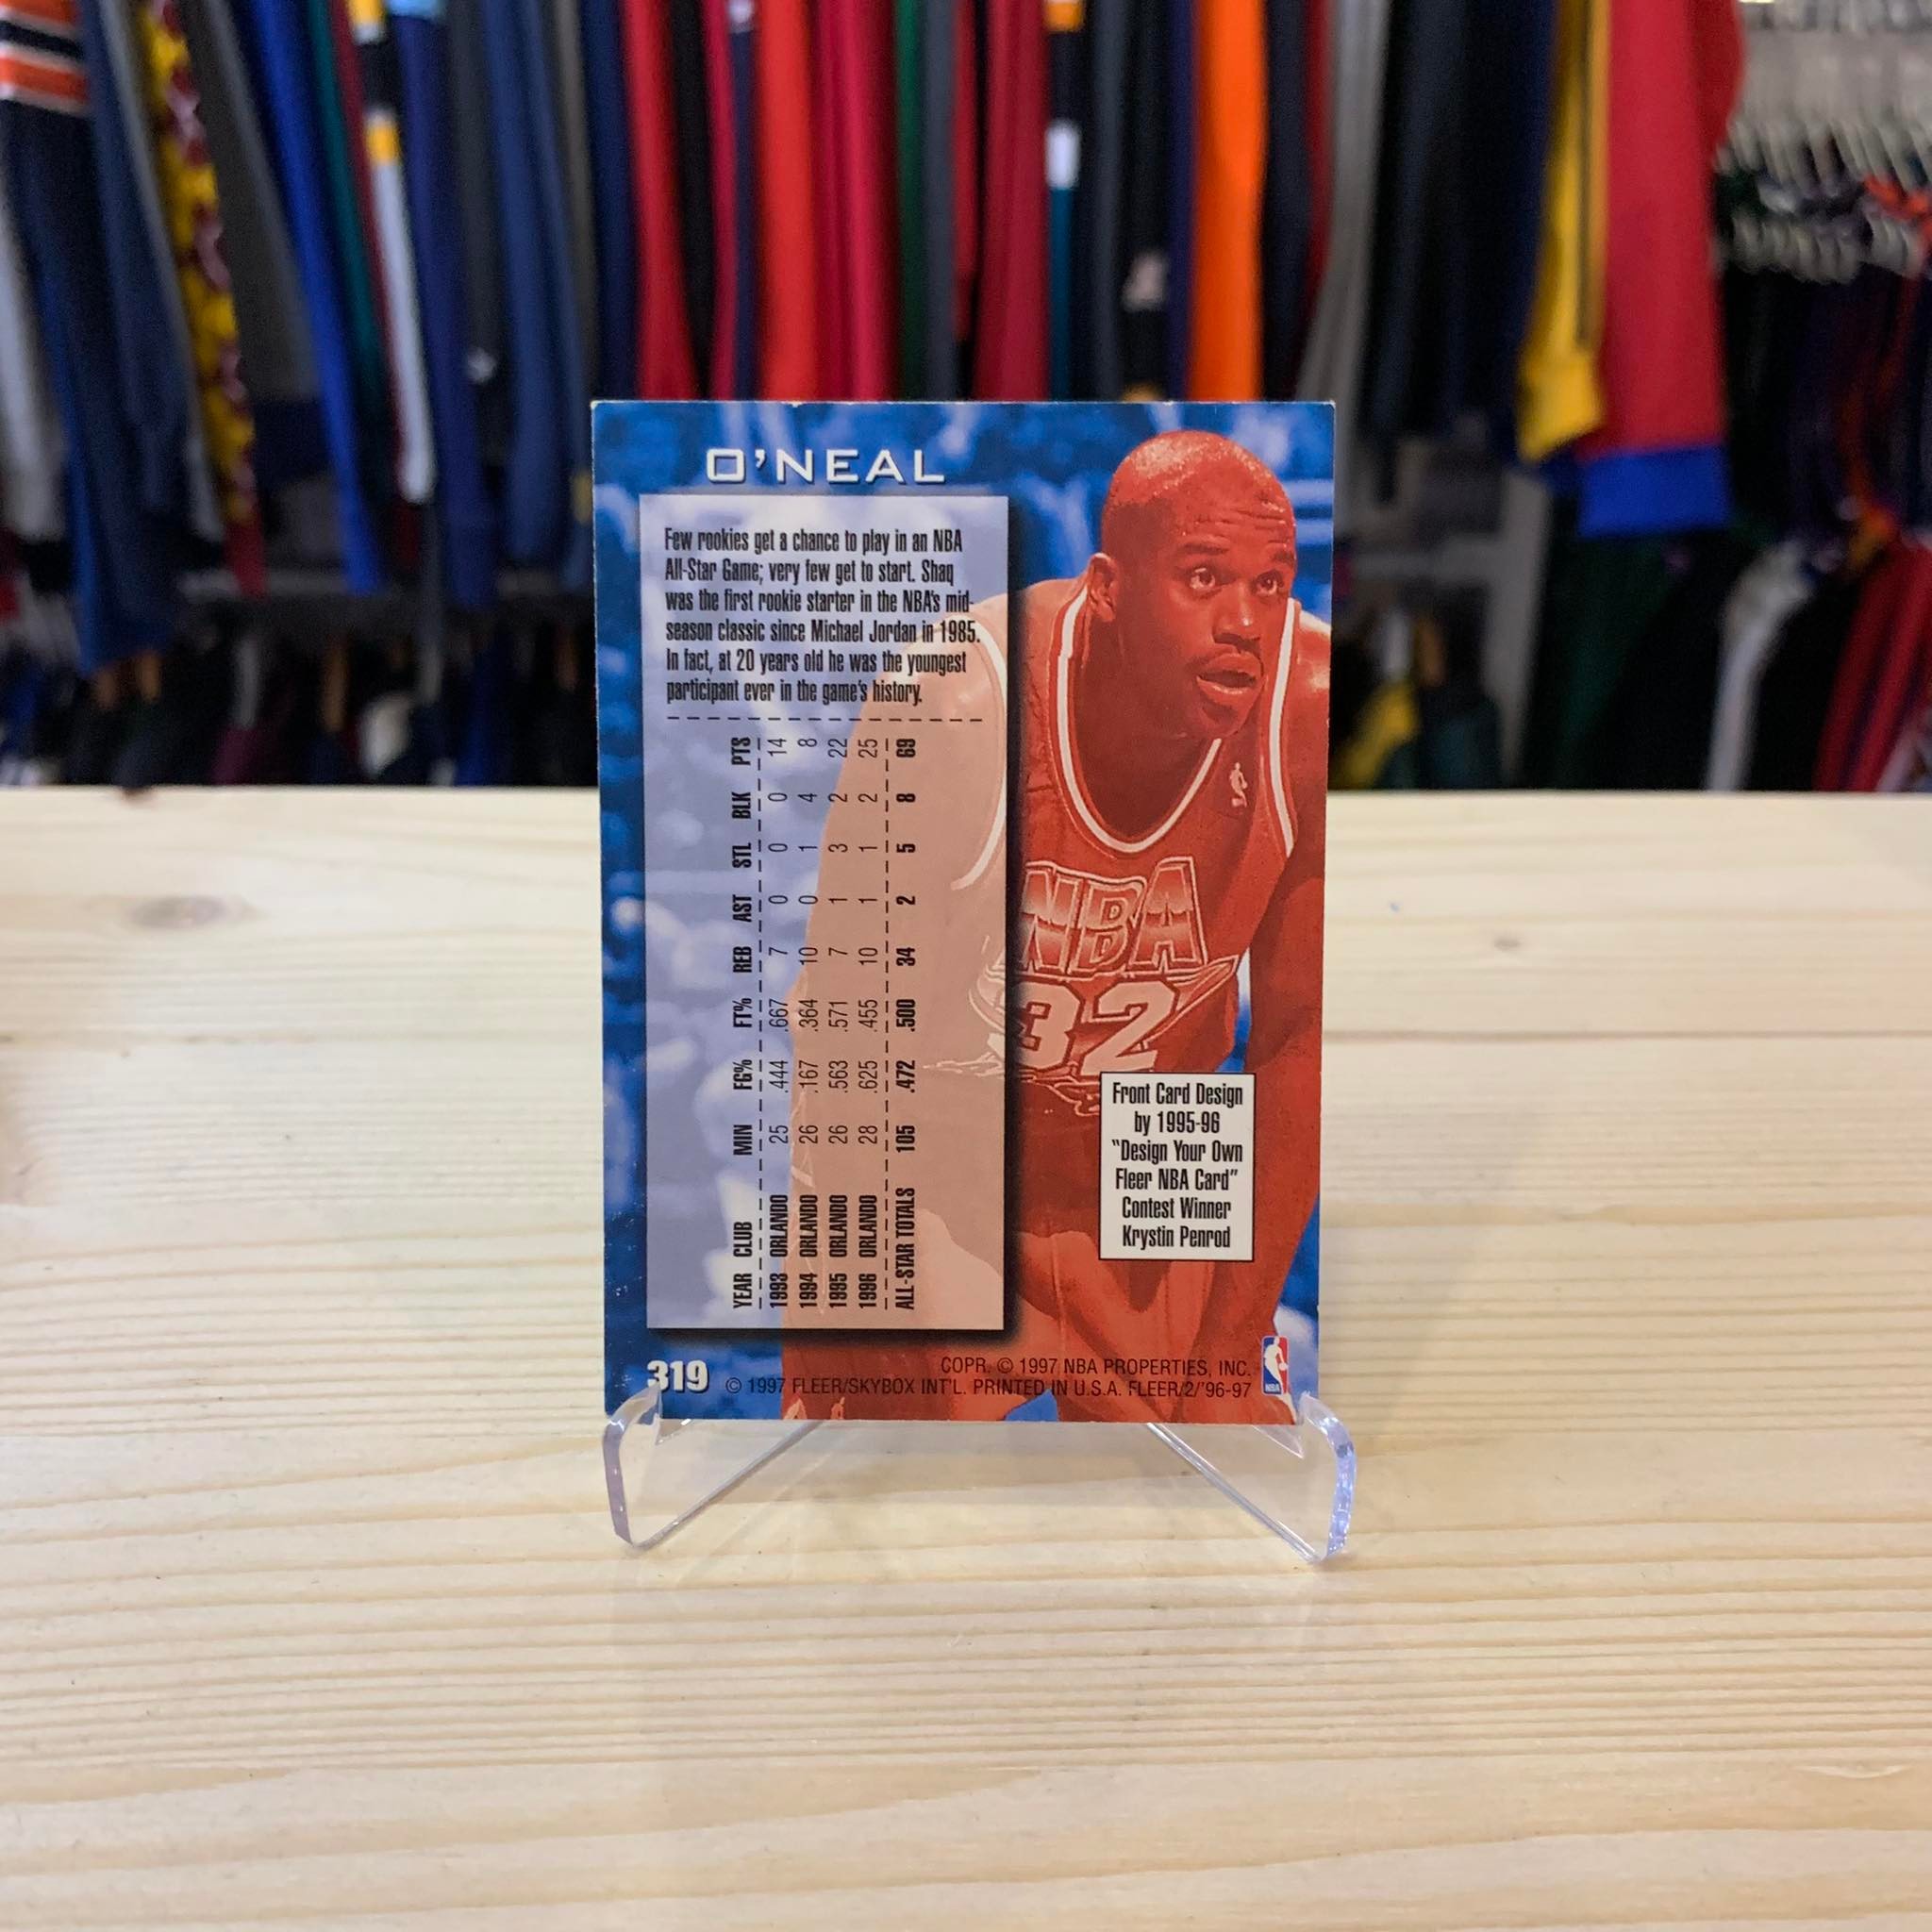 O'NEAL
Few rookies get a chance to play in an NBA
All-Star Game; very few get to start. Shaq
was the first rookie starter in the NBA's mid-
season classic since Michael Jordan in 1985.
In fact, at 20 years old he was the youngest
participant ever in the game's history.
YEAR CLUB MIN FG% FT% REB AST STL BLK PTS
1993 ORLANDO 25 .444 .667 7 0 0 0 14
1994 ORLANDO 26 .167 .364 10 0 1 4 8
1995 ORLANDO 26 .563 .571 7 1 3 2 22
1996 ORLANDO 28 .625 .455 10 1 1 2 25
ALL-STAR TOTALS 105 .472 .500 34 2 5 8 69
NBA
32
Front Card Design
by 1995-96
"Design Your Own
Fleer NBA Card"
Contest Winner
Krystin Penrod
319
COPR. © 1997 NBA PROPERTIES, INC.
© 1997 FLEER/SKYBOX INT'L. PRINTED IN U.S.A. FLEER/2/'96-97
NBA